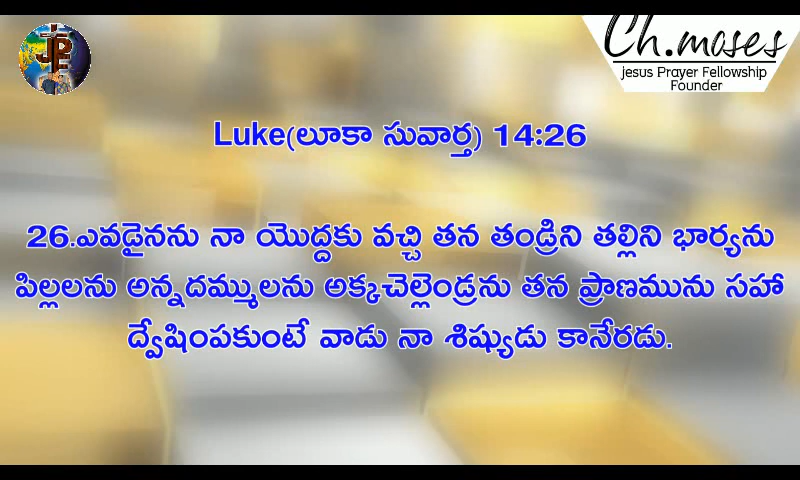 JPF
Ch.moses
Jesus Prayer Fellowship
Founder
Luke(లూకా సువార్త) 14:26
26.ఎవడైనను నా యొద్దకు వచ్చి తన తండ్రిని తల్లిని భార్యను
పిల్లలను అన్నదమ్ములను అక్కచెల్లెండ్రను తన ప్రాణమును సహా
ద్వేషింపకుంటే వాడు నా శిష్యుడు కానేరడు.